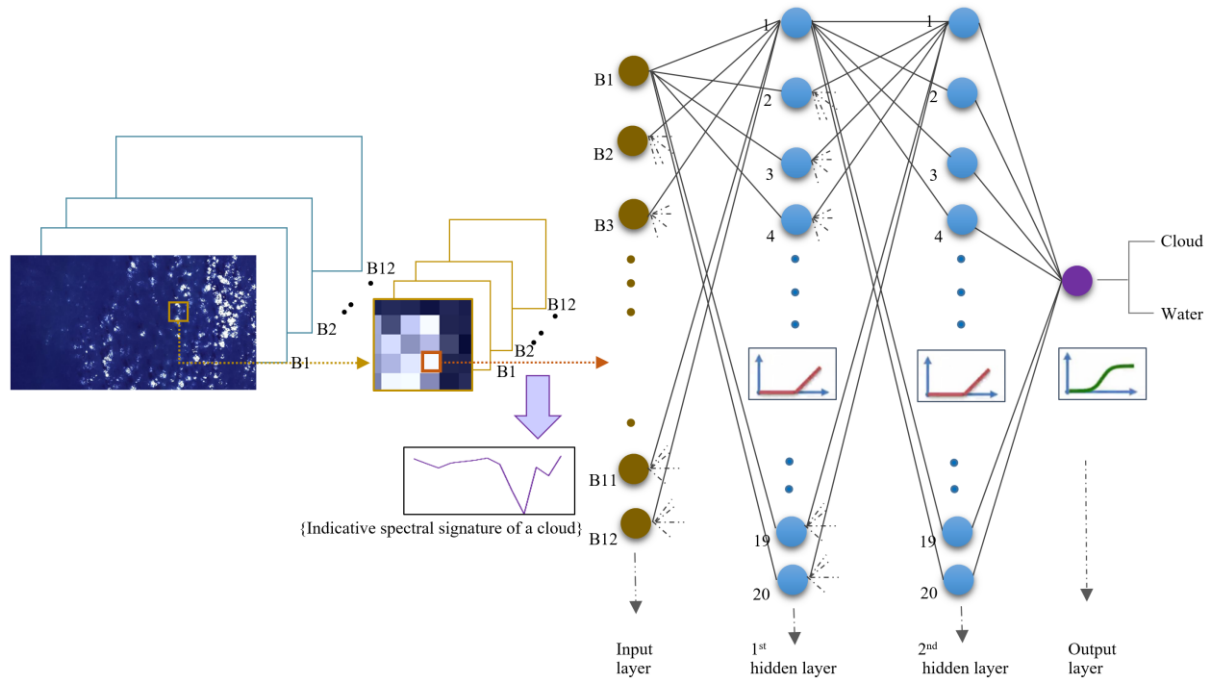 B12
B2
B1
B12
B2
B1
{Indicative spectral signature of a cloud}
B1
B2
B3
B11
B12
1
2
3
4
19
20
1
2
3
4
19
20
Cloud
Water
Input
layer
1st
hidden layer
2nd
hidden layer
Output
layer